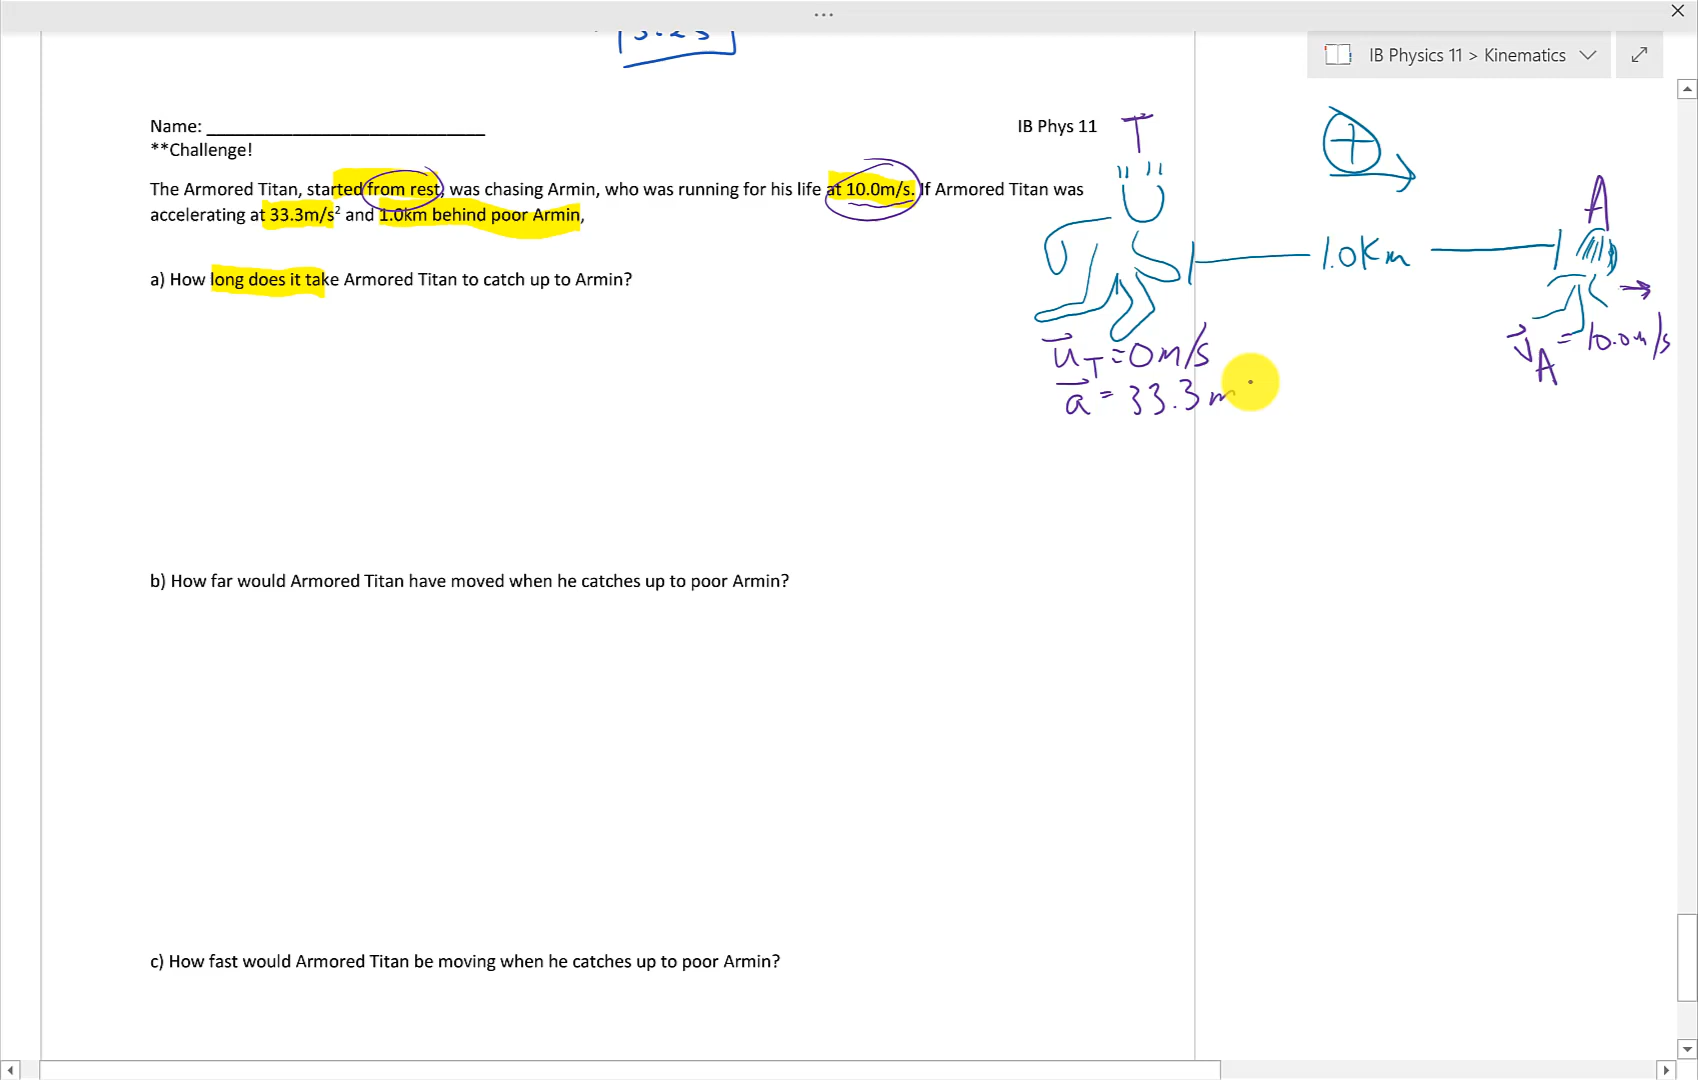 IB Physics 11 > Kinematics
Name: ____________________________
IB Phys 11
**Challenge!
The Armored Titan, started from rest, was chasing Armin, who was running for his life at 10.0m/s. If Armored Titan was
accelerating at 33.3m/s² and 1.0km behind poor Armin,
a) How long does it take Armored Titan to catch up to Armin?
b) How far would Armored Titan have moved when he catches up to poor Armin?
c) How fast would Armored Titan be moving when he catches up to poor Armin?
T
+
A
1.0km
v⃗A = 10.0m/s
u⃗T = 0m/s
a⃗ = 33.3m